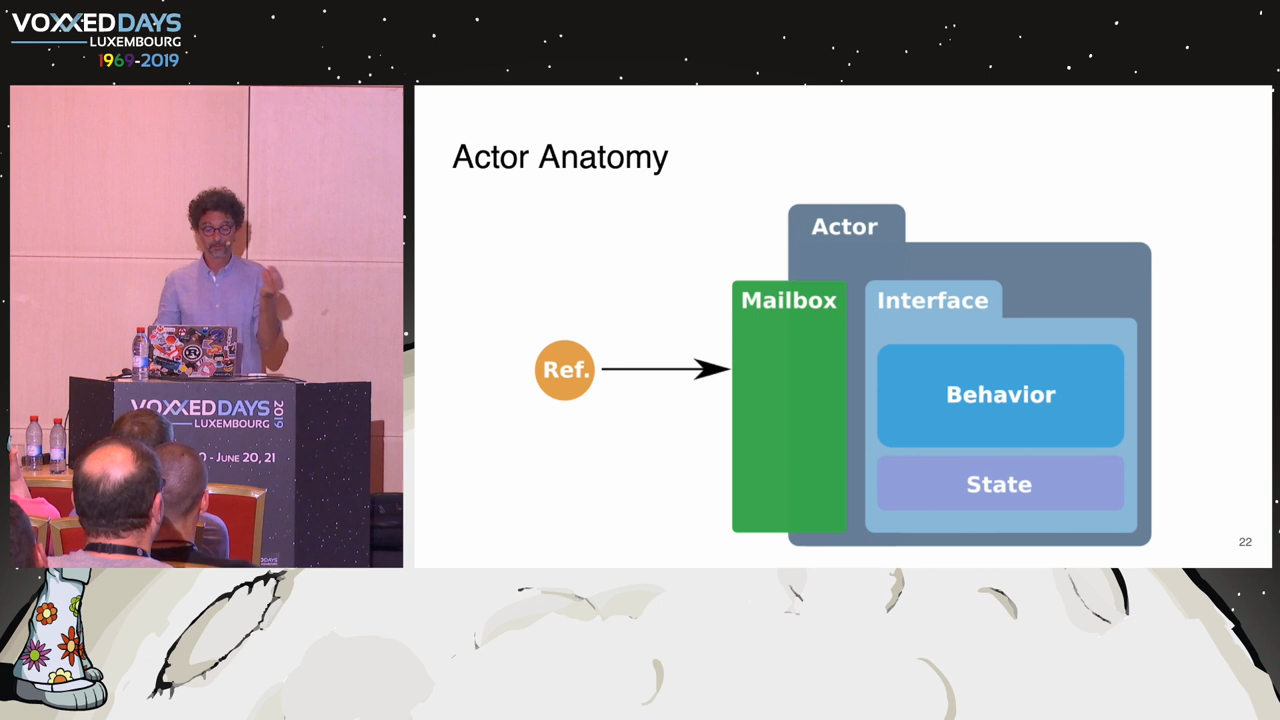 VOXXEDDAYS
LUXEMBOURG
1969-2019
Actor Anatomy
Actor
Mailbox
Interface
Ref.
Behavior
State
22
VOXXEDDAYS
LUXEMBOURG
2019
0 - JUNE 20, 21